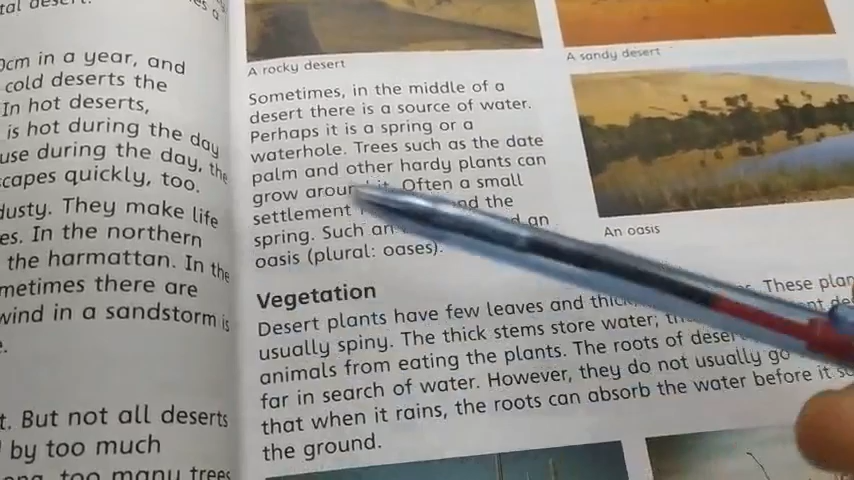 tal desert.
0cm in a year, and
cold deserts the
In hot deserts,
is hot during the day
use during the day, the
scapes quickly, too.
dusty. They make life
es. In the northern
the harmattan. In the
metimes there are
wind in a sandstorm is
t. But not all deserts
by too much
too many trees
A rocky desert
A sandy desert
Sometimes, in the middle of a
desert there is a source of water.
Perhaps it is a spring or a
waterhole. Trees such as the date
palm and other hardy plants can
grow around it. Often a small
settlement the
spring. Such an an
oasis (plural: oases).
An oasis
Vegetation
Desert plants have few leaves and These plan
usually spiny. The thick stems store water;
animals from eating the plants. The roots of
far in search of water. However, they do not usually go
that when it rains, the roots can absorb the water before it
the ground.